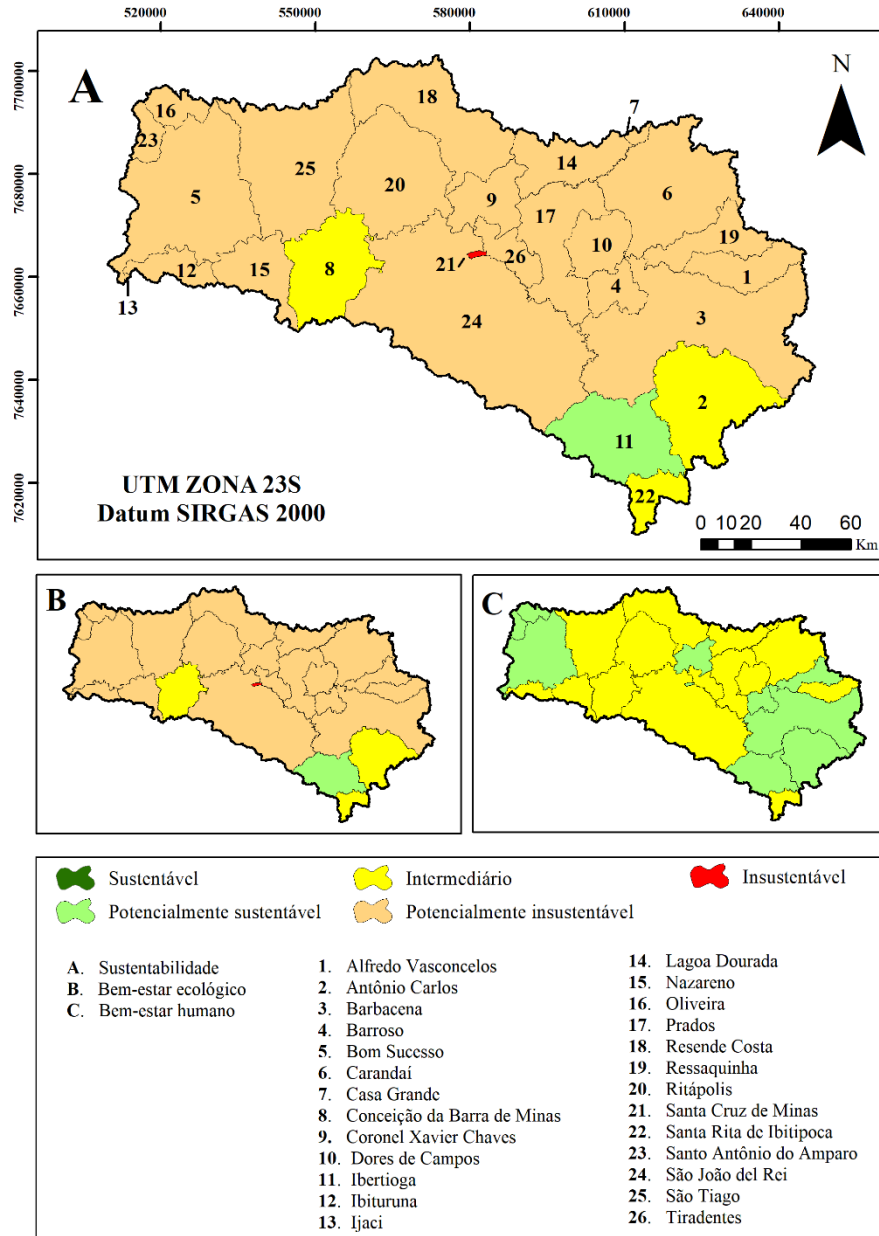 520000 550000 580000 610000 640000
7700000
7680000
7660000
7640000
7620000
A
N
18
7
16
23
14
25
5
20
9
6
17
19
10
8
21
26
12
15
1
4
13
24
3
2
11
22
UTM ZONA 23S
Datum SIRGAS 2000
0 10 20 40 60
Km
B
C
Sustentável
Intermediário
Insustentável
Potencialmente sustentável
Potencialmente insustentável
A. Sustentabilidade
B. Bem-estar ecológico
C. Bem-estar humano
1. Alfredo Vasconcelos
2. Antônio Carlos
3. Barbacena
4. Barroso
5. Bom Sucesso
6. Carandaí
7. Casa Grande
8. Conceição da Barra de Minas
9. Coronel Xavier Chaves
10. Dores de Campos
11. Ibertioga
12. Ibituruna
13. Ijaci
14. Lagoa Dourada
15. Nazareno
16. Oliveira
17. Prados
18. Resende Costa
19. Ressaquinha
20. Ritápolis
21. Santa Cruz de Minas
22. Santa Rita de Ibitipoca
23. Santo Antônio do Amparo
24. São João del Rei
25. São Tiago
26. Tiradentes